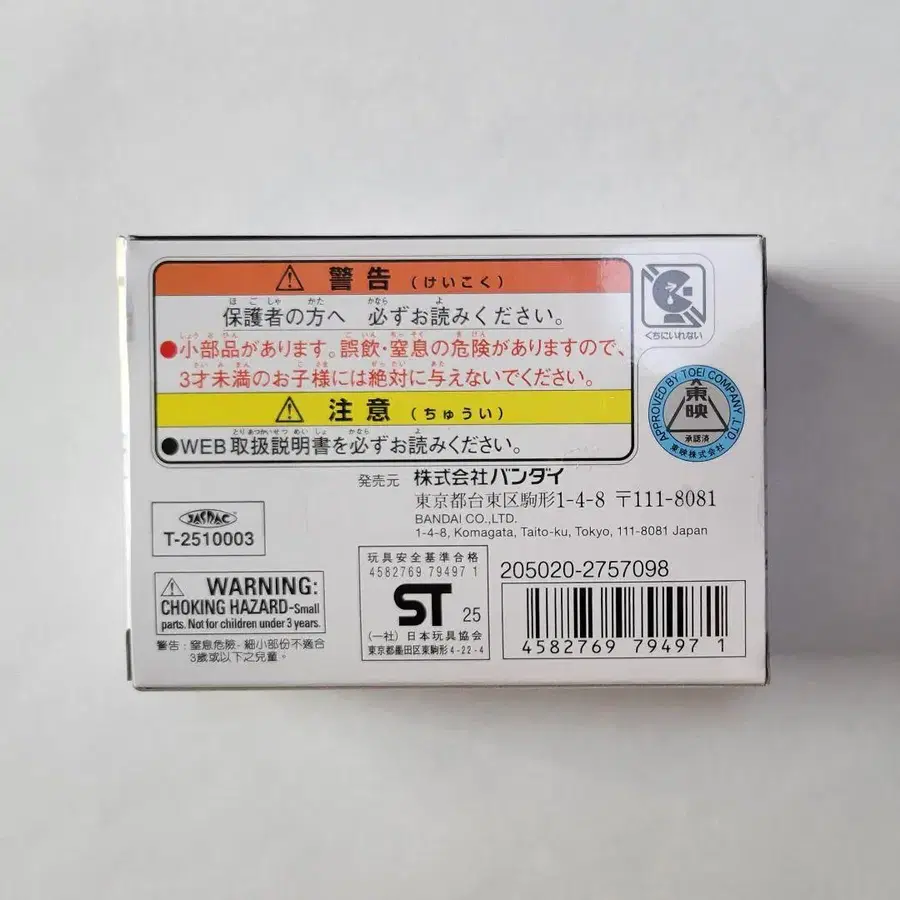 警告 (けいこく)
保護者の方へ 必ずお読みください。
●小部品があります。誤飲・窒息の危険がありますので、
3才未満のお子様には絶対に与えないでください。
注意 (ちゅうい)
●WEB取扱説明書を必ずお読みください。
くちにいれない
APPROVED BY TOEI COMPANY, LTD.
東映
承認済
東映株式会社
発売元 株式会社バンダイ
東京都台東区駒形1-4-8 〒111-8081
BANDAI CO.,LTD.
1-4-8, Komagata, Taito-ku, Tokyo, 111-8081 Japan
JASRAC
T-2510003
WARNING:
CHOKING HAZARD-Small
parts. Not for children under 3 years.
警告:窒息危險-細小部份不適合
3歲或以下之兒童。
玩具安全基準合格
4582769 79497 1
ST 25
(一社) 日本玩具協会
東京都墨田区東駒形4-22-4
205020-2757098
4582769 794971